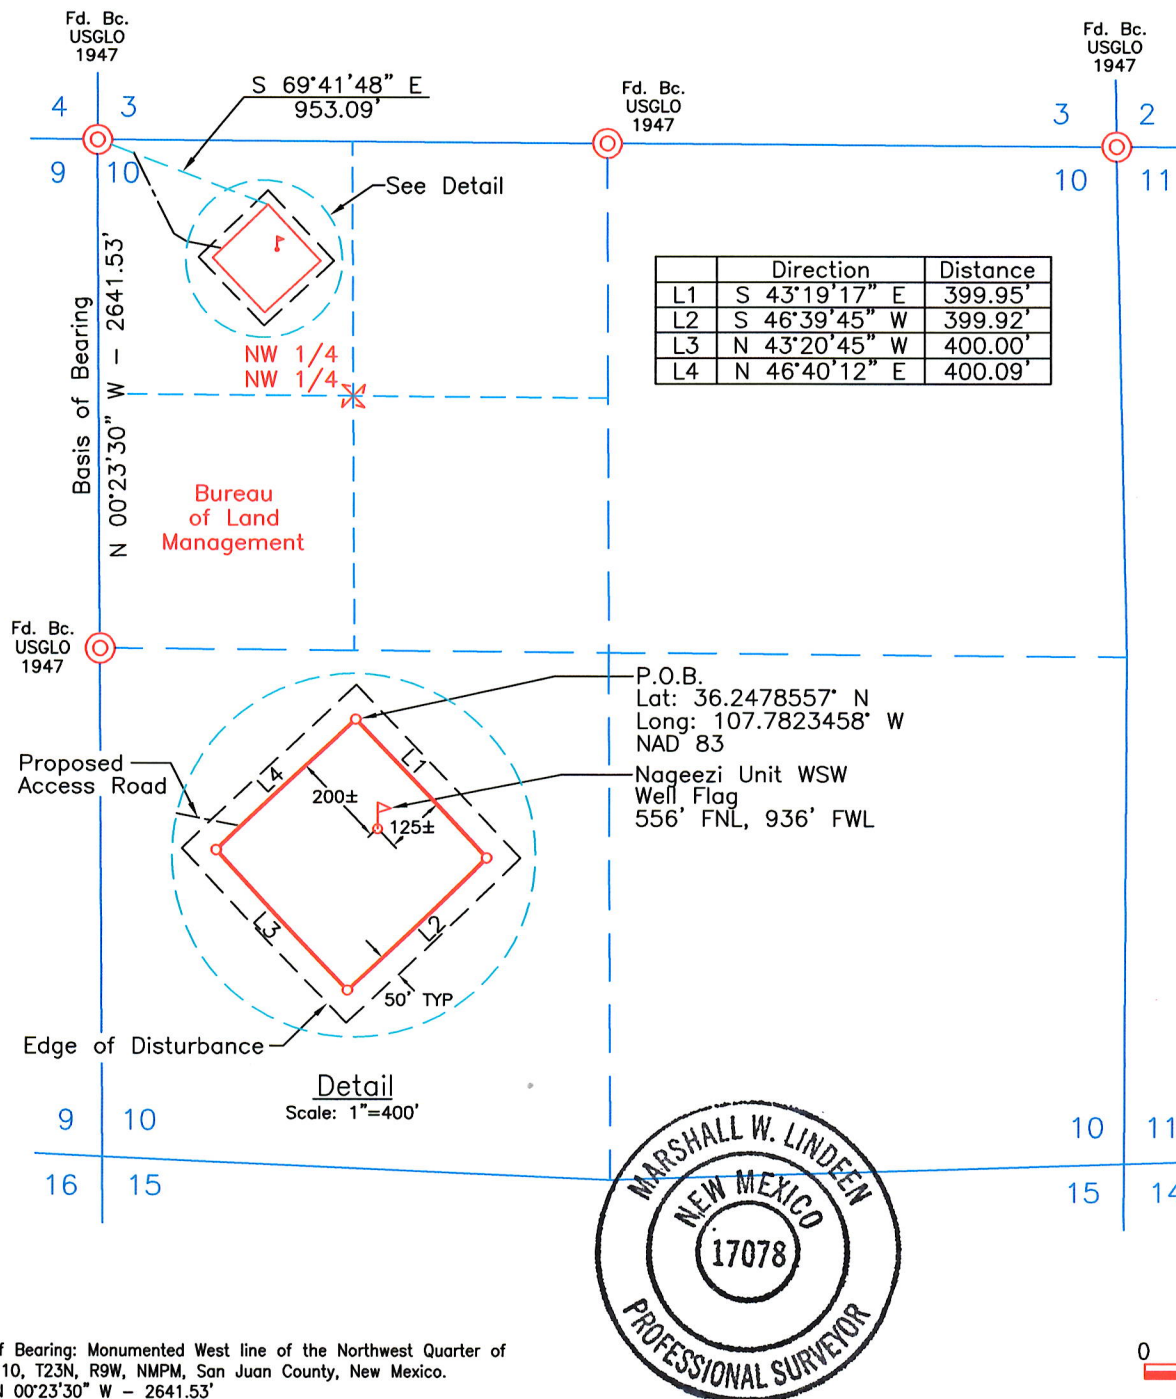 Fd. Bc.
USGLO
1947
Fd. Bc.
USGLO
1947
Fd. Bc.
USGLO
1947
4 3
9 10
S 69°41'48" E
953.09'
3 2
10 11
See Detail
Basis of Bearing
N 00°23'30" W – 2641.53'
NW 1/4
NW 1/4
Direction Distance
L1 S 43°19'17" E 399.95'
L2 S 46°39'45" W 399.92'
L3 N 43°20'45" W 400.00'
L4 N 46°40'12" E 400.09'
Bureau
of Land
Management
Fd. Bc.
USGLO
1947
P.O.B.
Lat: 36.2478557° N
Long: 107.7823458° W
NAD 83
Proposed
Access Road
Nageezi Unit WSW
Well Flag
556' FNL, 936' FWL
L4
L1
200±
125±
L3
L2
50' TYP
Edge of Disturbance
Detail
Scale: 1"=400'
9 10
16 15
10 11
15 14
MARSHALL W. LINDEEN
NEW MEXICO
17078
PROFESSIONAL SURVEYOR
f Bearing: Monumented West line of the Northwest Quarter of
10, T23N, R9W, NMPM, San Juan County, New Mexico.
N 00°23'30" W – 2641.53'
0